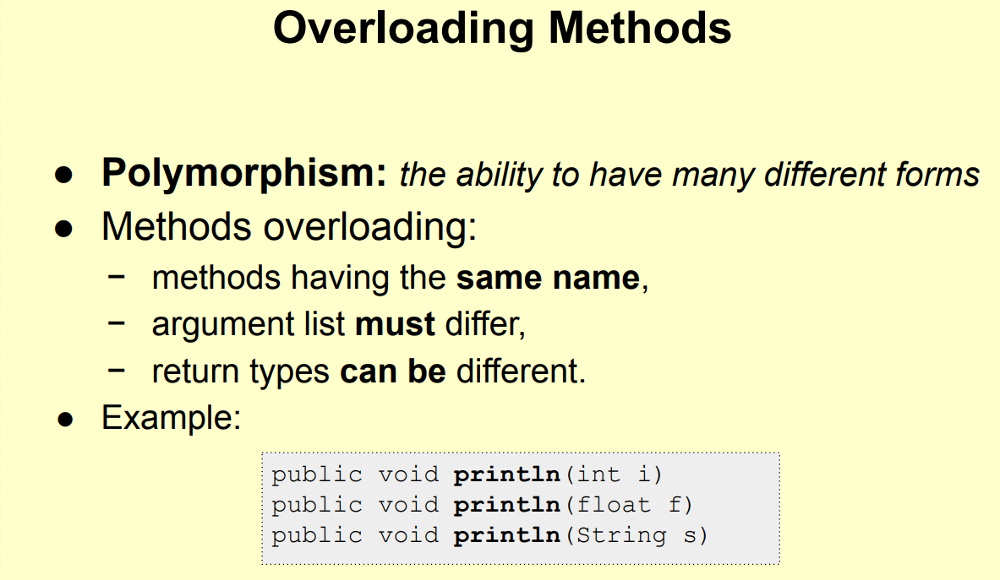 Overloading Methods
● Polymorphism: the ability to have many different forms
● Methods overloading:
– methods having the same name,
– argument list must differ,
– return types can be different.
● Example:
public void println(int i)
public void println(float f)
public void println(String s)